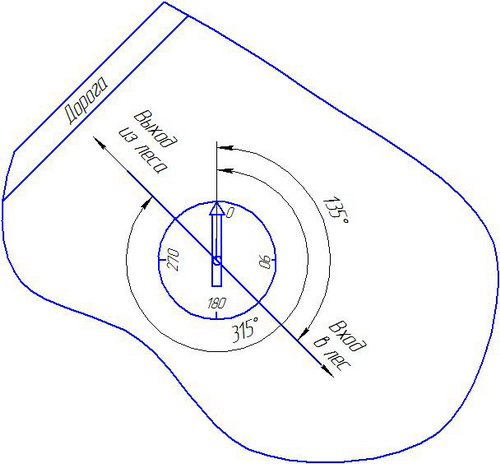 Дорога
Выход
из леса
135°
0
270
90
180
315°
Вход
в лес